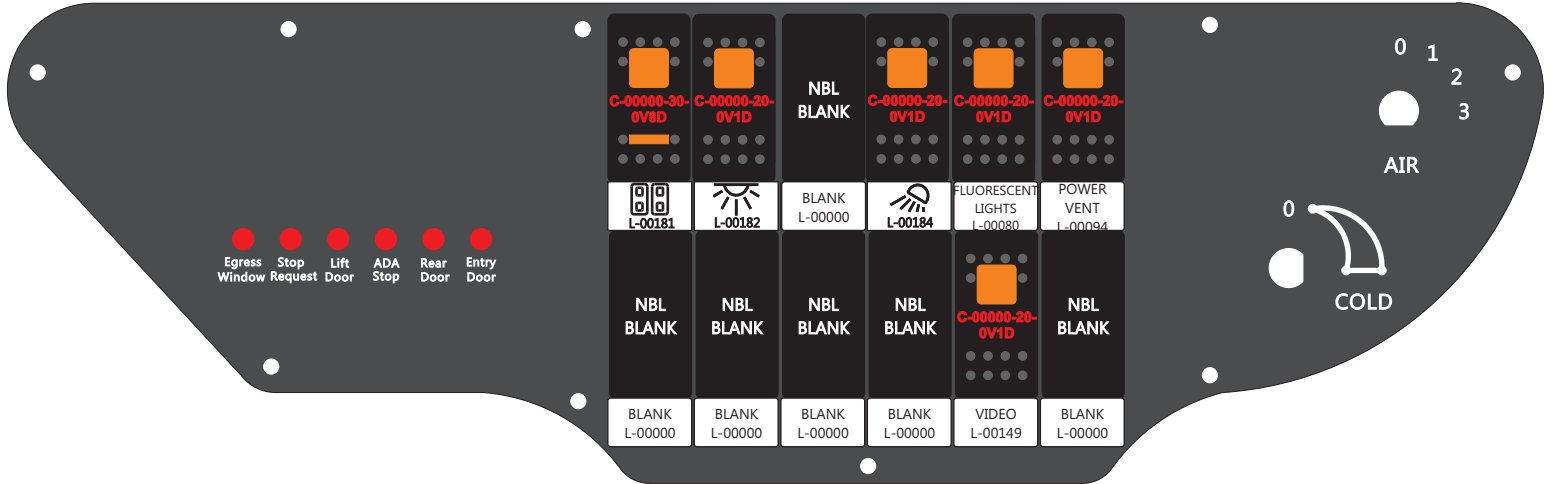 Egress
Window
Stop
Request
Lift
Door
ADA
Stop
Rear
Door
Entry
Door
C-00000-30-
0V8D
C-00000-20-
0V1D
NBL
BLANK
C-00000-20-
0V1D
C-00000-20-
0V1D
C-00000-20-
0V1D
L-00181
L-00182
BLANK
L-00000
L-00184
FLUORESCENT
LIGHTS
L-00080
POWER
VENT
L-00094
NBL
BLANK
NBL
BLANK
NBL
BLANK
NBL
BLANK
C-00000-20-
0V1D
NBL
BLANK
BLANK
L-00000
BLANK
L-00000
BLANK
L-00000
BLANK
L-00000
VIDEO
L-00149
BLANK
L-00000
0
1
2
3
AIR
0
COLD